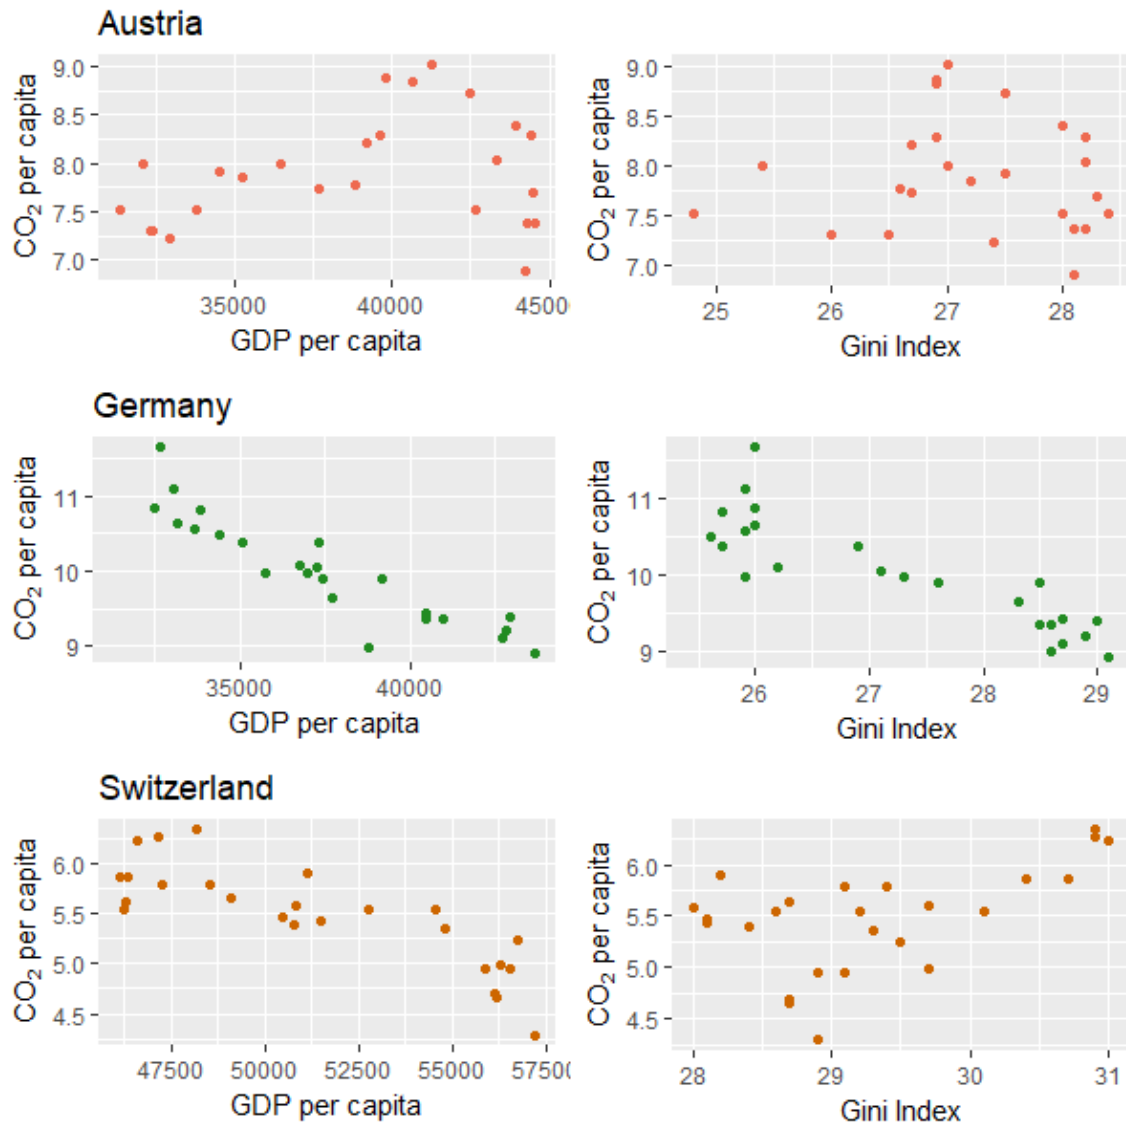 Austria
CO₂ per capita
9.0
8.5
8.0
7.5
7.0
35000 40000 4500
GDP per capita
CO₂ per capita
9.0
8.5
8.0
7.5
7.0
25 26 27 28
Gini Index
Germany
CO₂ per capita
11
10
9
35000 40000
GDP per capita
CO₂ per capita
11
10
9
26 27 28 29
Gini Index
Switzerland
CO₂ per capita
6.0
5.5
5.0
4.5
47500 50000 52500 55000 5750
GDP per capita
CO₂ per capita
6.0
5.5
5.0
4.5
28 29 30 31
Gini Index